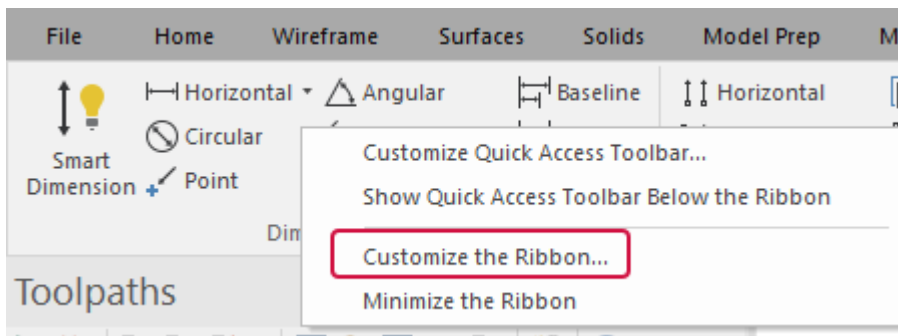 File Home Wireframe Surfaces Solids Model Prep M
Horizontal Angular Baseline Horizontal
Circular
Smart
Dimension Point
Customize Quick Access Toolbar...
Show Quick Access Toolbar Below the Ribbon
Customize the Ribbon...
Minimize the Ribbon
Dim
Toolpaths